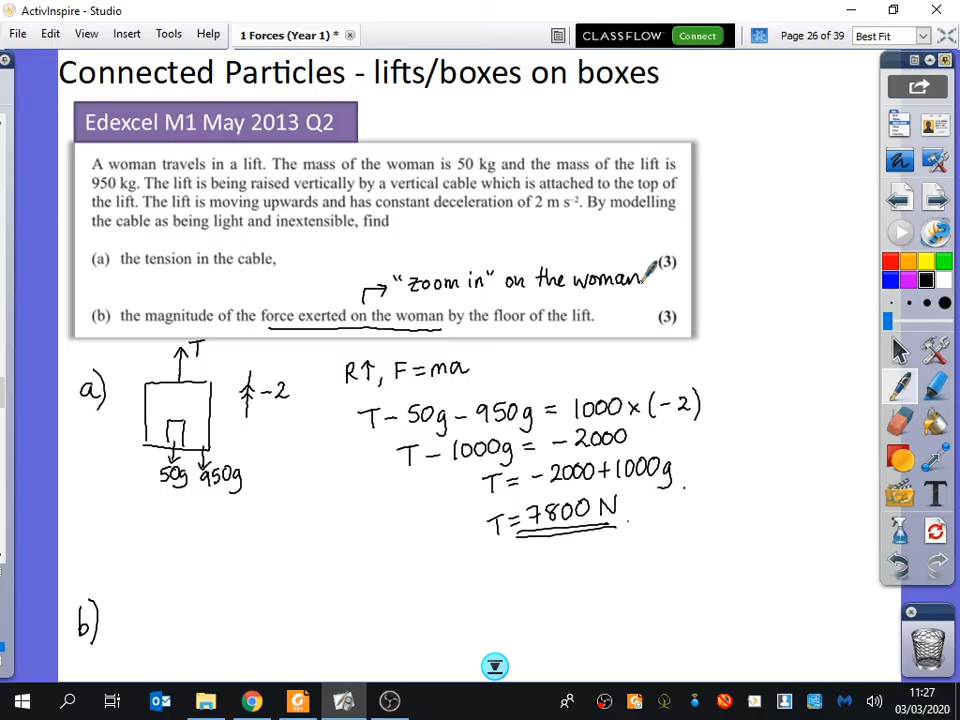 ActivInspire - Studio
File Edit View Insert Tools Help
1 Forces (Year 1) *
CLASSFLOW Connect
Page 26 of 39
Best Fit
Connected Particles - lifts/boxes on boxes
Edexcel M1 May 2013 Q2
A woman travels in a lift. The mass of the woman is 50 kg and the mass of the lift is
950 kg. The lift is being raised vertically by a vertical cable which is attached to the top of
the lift. The lift is moving upwards and has constant deceleration of 2 m s⁻². By modelling
the cable as being light and inextensible, find
(a) the tension in the cable,
(3)
"zoom in" on the woman
(b) the magnitude of the force exerted on the woman by the floor of the lift.
(3)
a)
T
-2
50g 950g
R↑, F = ma
T - 50g - 950g = 1000 × (-2)
T - 1000g = -2000
T = -2000 + 1000g.
T = 7800 N.
b)
T
11:27
03/03/2020